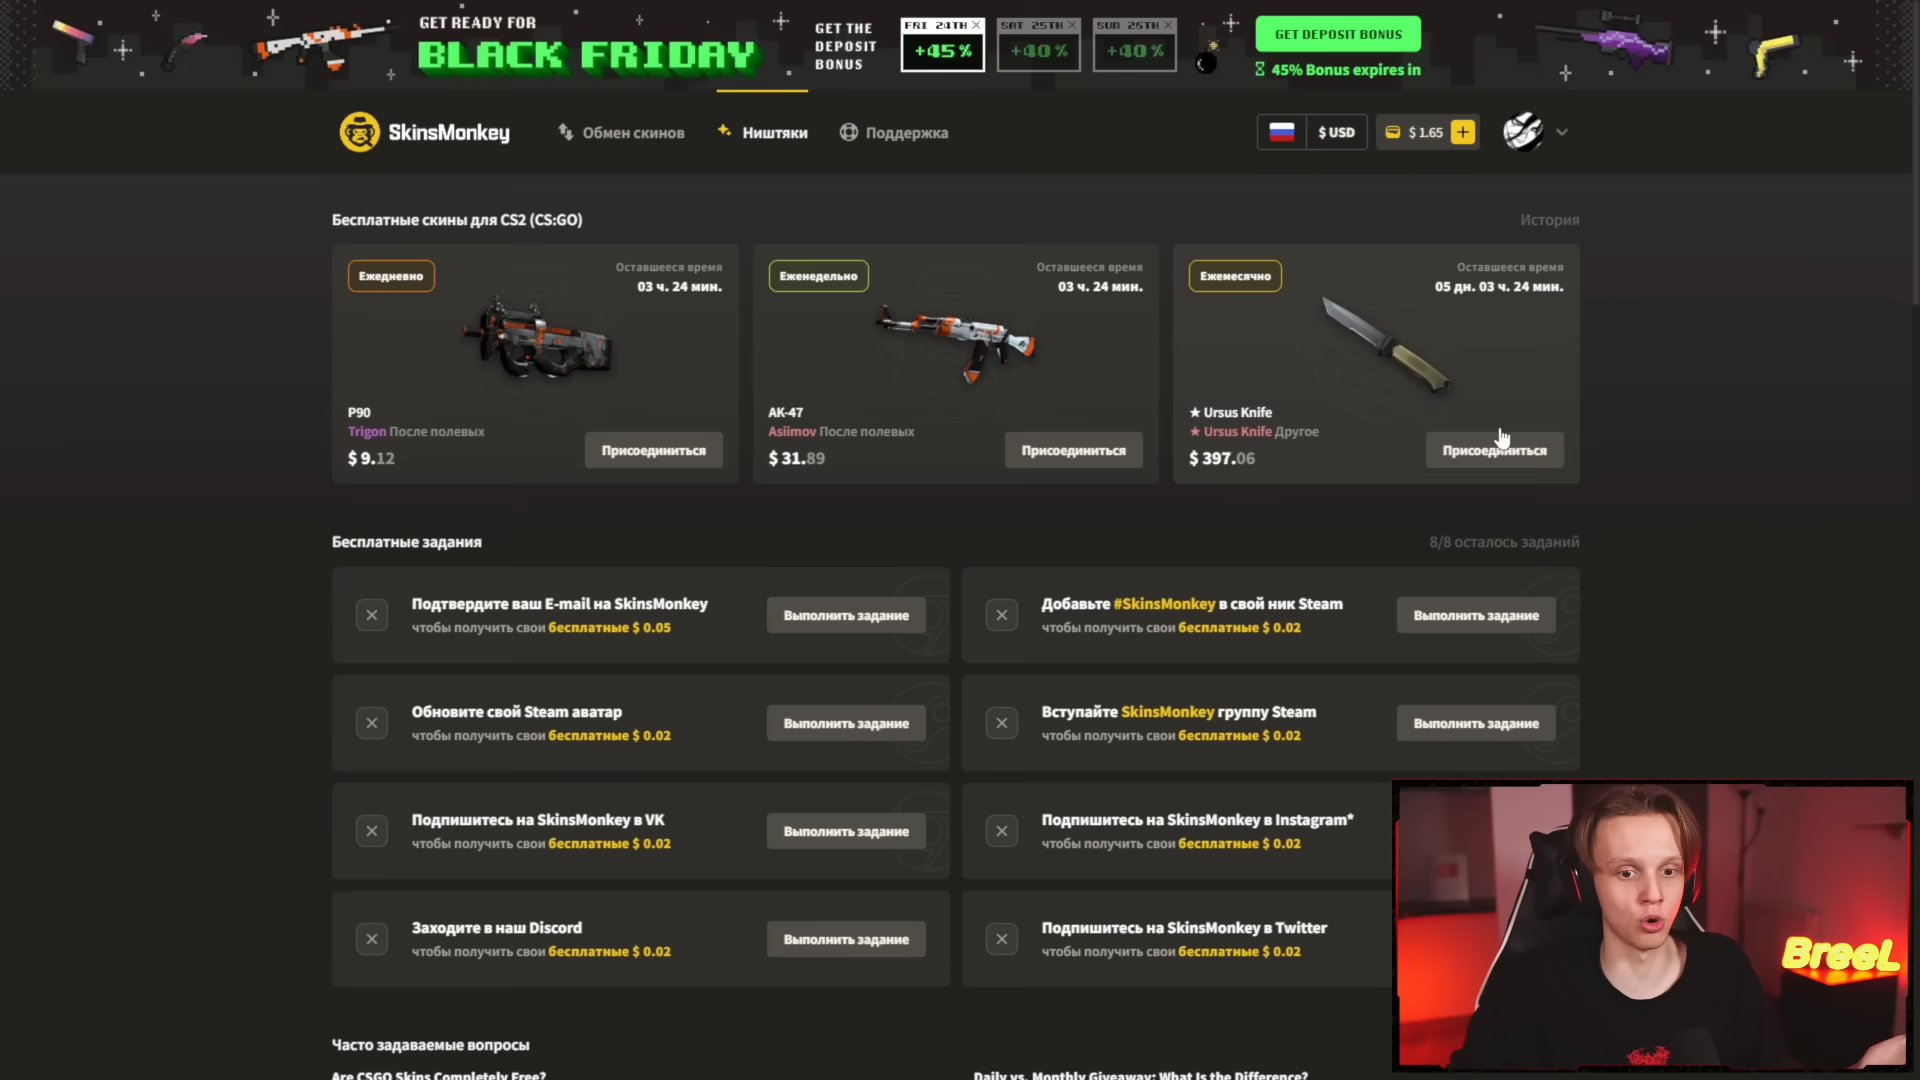 GET READY FOR
BLACK FRIDAY
GET THE
DEPOSIT
BONUS
FRI 24TH
+45%
SAT 25TH
+40%
SUN 26TH
+40%
GET DEPOSIT BONUS
45% Bonus expires in
SkinsMonkey
Обмен скинов
Ништяки
Поддержка
$ USD
$ 1.65
Бесплатные скины для CS2 (CS:GO)
История
Ежедневно
Оставшееся время
03 ч. 24 мин.
P90
Trigon После полевых
$ 9.12
Присоединиться
Еженедельно
Оставшееся время
03 ч. 24 мин.
AK-47
Asiimov После полевых
$ 31.89
Присоединиться
Ежемесячно
Оставшееся время
05 дн. 03 ч. 24 мин.
★ Ursus Knife
★ Ursus Knife Другое
$ 397.06
Присоединиться
Бесплатные задания
8/8 осталось заданий
Подтвердите ваш E-mail на SkinsMonkey
чтобы получить свои бесплатные $ 0.05
Выполнить задание
Добавьте #SkinsMonkey в свой ник Steam
чтобы получить свои бесплатные $ 0.02
Выполнить задание
Обновите свой Steam аватар
чтобы получить свои бесплатные $ 0.02
Выполнить задание
Вступайте SkinsMonkey группу Steam
чтобы получить свои бесплатные $ 0.02
Выполнить задание
Подпишитесь на SkinsMonkey в VK
чтобы получить свои бесплатные $ 0.02
Выполнить задание
Подпишитесь на SkinsMonkey в Instagram*
чтобы получить свои бесплатные $ 0.02
Заходите в наш Discord
чтобы получить свои бесплатные $ 0.02
Выполнить задание
Подпишитесь на SkinsMonkey в Twitter
чтобы получить свои бесплатные $ 0.02
BreeL
Часто задаваемые вопросы
Are CSGO Skins Completely Free?
Daily vs. Monthly Giveaway: What Is the Difference?